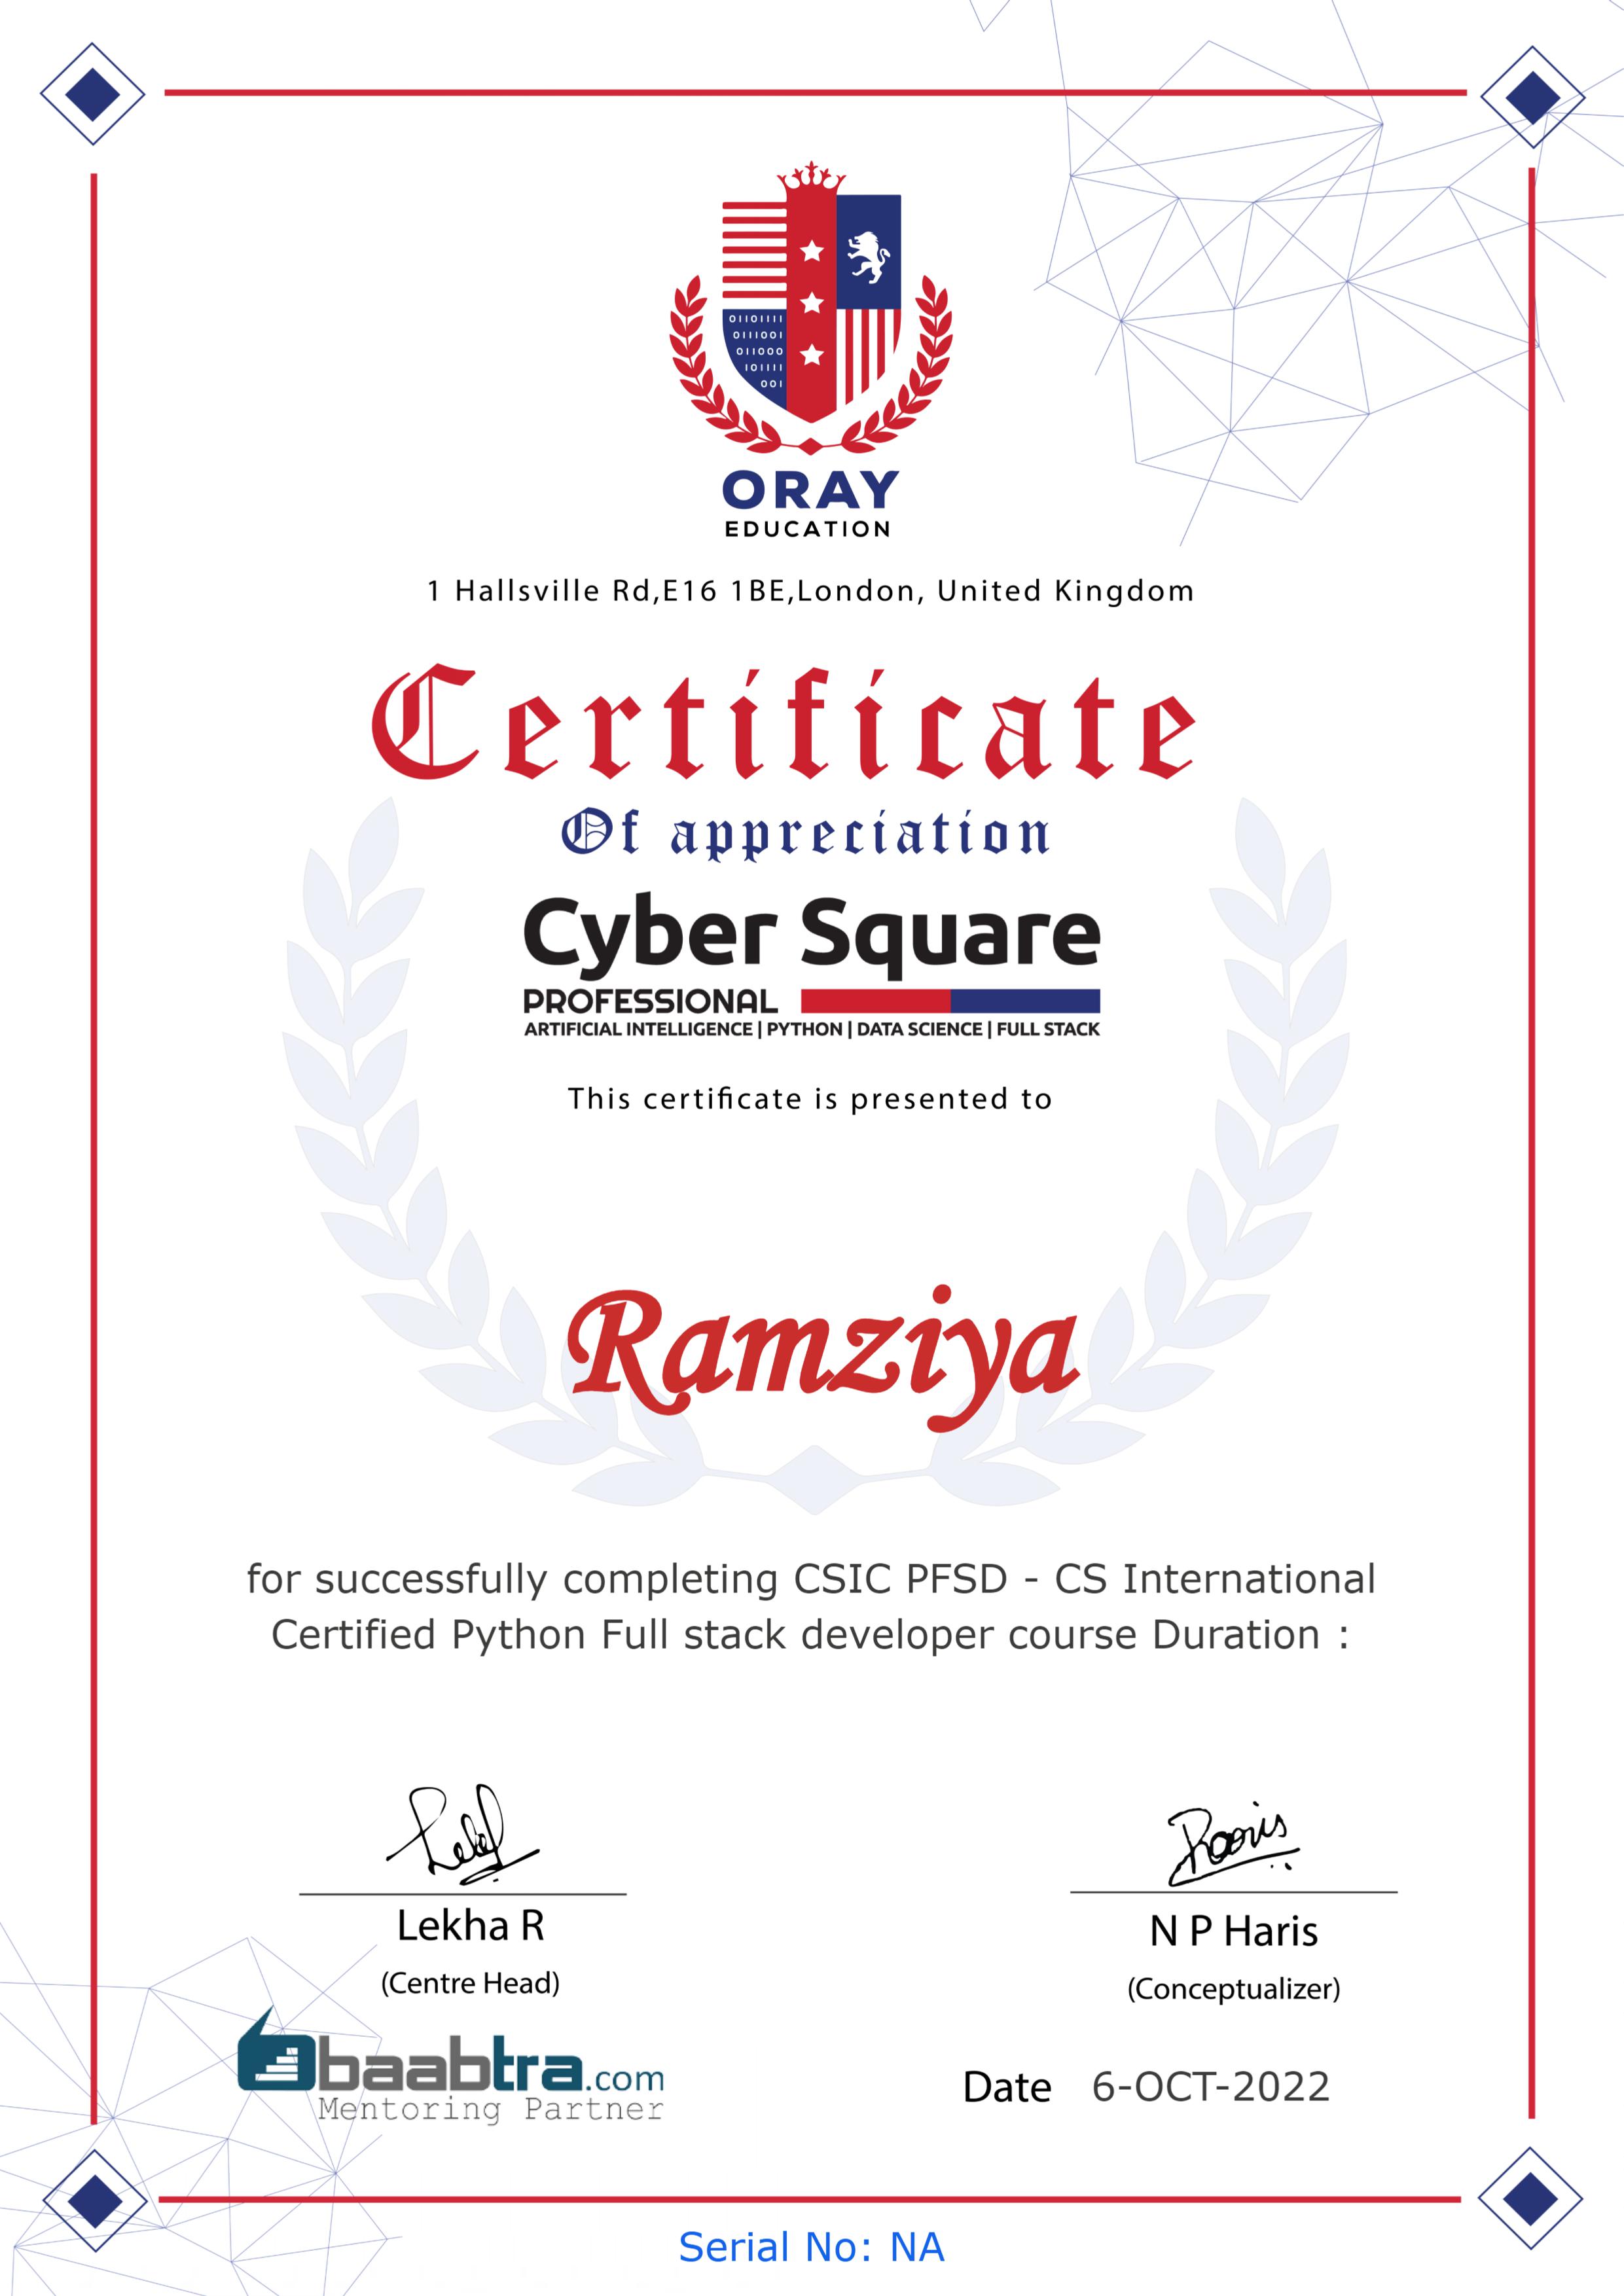 01101111
0111001
011000
10111
001
ORAY
EDUCATION
1 Hallsville Rd,E16 1BE,London, United Kingdom
Certificate
Of appreciation
Cyber Square
PROFESSIONAL
ARTIFICIAL INTELLIGENCE | PYTHON | DATA SCIENCE | FULL STACK
This certificate is presented to
Ramziya
for successfully completing CSIC PFSD - CS International
Certified Python Full stack developer course Duration :
Lekha R
(Centre Head)
N P Haris
(Conceptualizer)
baabtra.com
Mentoring Partner
Date 6-OCT-2022
Serial No: NA